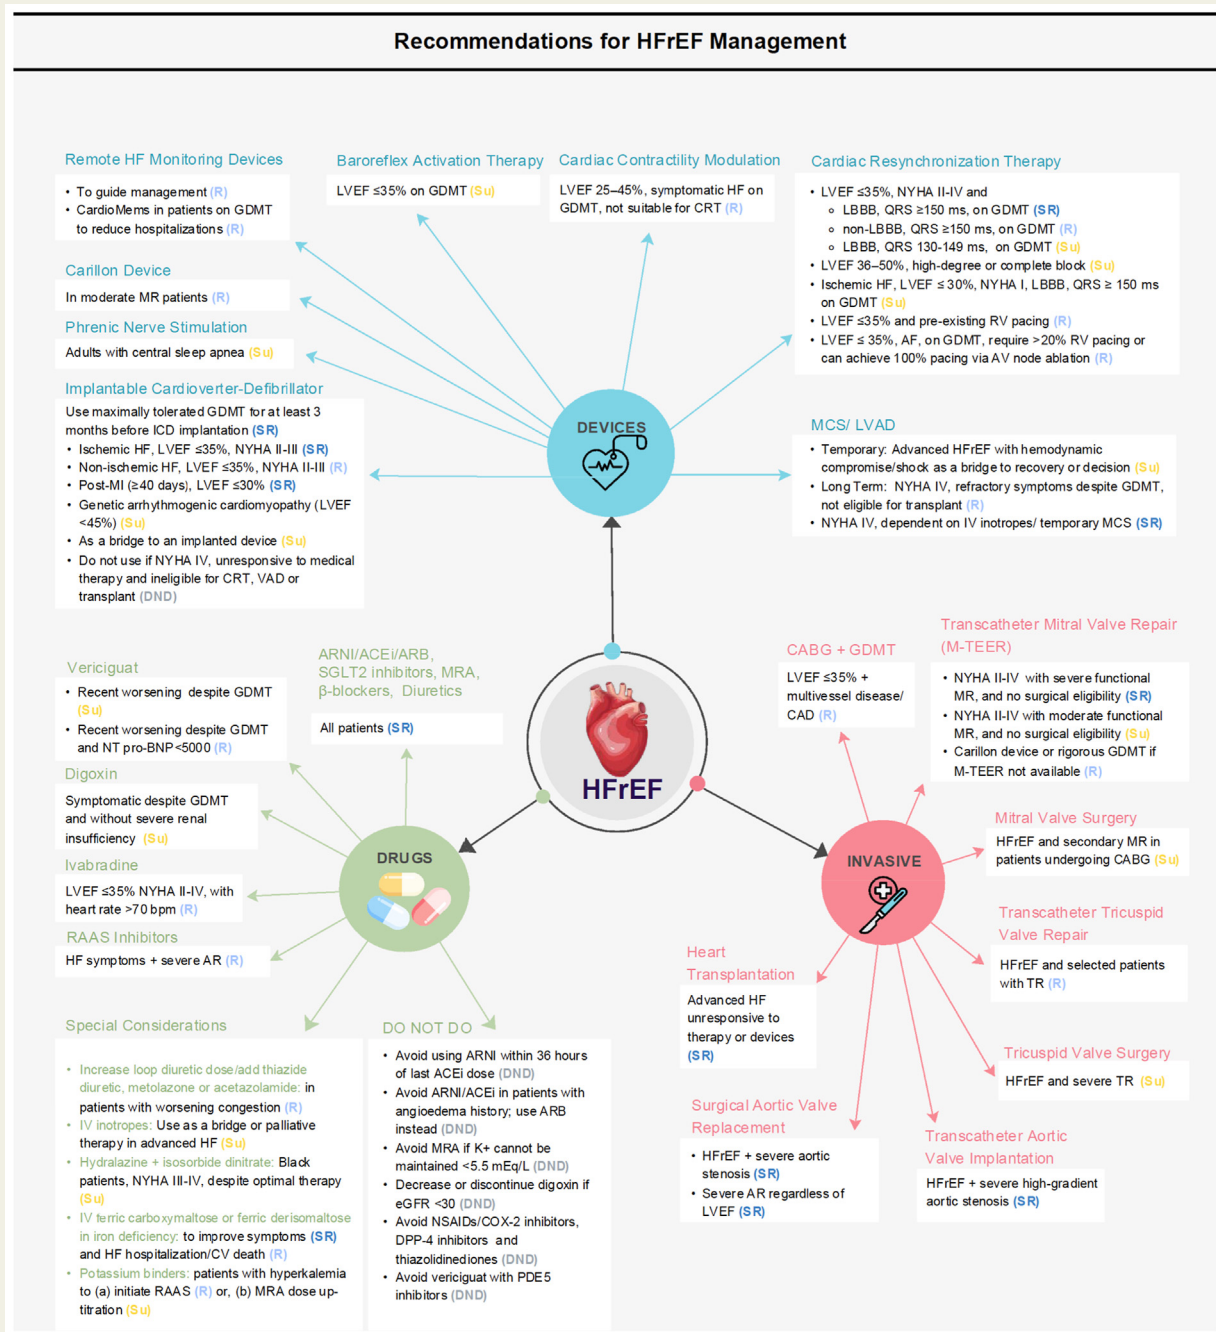 Recommendations for HFrEF Management
Remote HF Monitoring Devices
• To guide management (R)
• CardioMems in patients on GDMT
to reduce hospitalizations (R)
Baroreflex Activation Therapy
LVEF ≤35% on GDMT (Su)
Cardiac Contractility Modulation
LVEF 25–45%, symptomatic HF on
GDMT, not suitable for CRT (R)
Cardiac Resynchronization Therapy
• LVEF ≤35%, NYHA II-IV and
○ LBBB, QRS ≥150 ms, on GDMT (SR)
○ non-LBBB, QRS ≥150 ms, on GDMT (R)
○ LBBB, QRS 130-149 ms, on GDMT (Su)
• LVEF 36–50%, high-degree or complete block (Su)
• Ischemic HF, LVEF ≤ 30%, NYHA I, LBBB, QRS ≥ 150 ms
on GDMT (Su)
• LVEF ≤35% and pre-existing RV pacing (R)
• LVEF ≤ 35%, AF, on GDMT, require >20% RV pacing or
can achieve 100% pacing via AV node ablation (R)
Carillon Device
In moderate MR patients (R)
Phrenic Nerve Stimulation
Adults with central sleep apnea (Su)
Implantable Cardioverter-Defibrillator
Use maximally tolerated GDMT for at least 3
months before ICD implantation (SR)
• Ischemic HF, LVEF ≤35%, NYHA II-III (SR)
• Non-ischemic HF, LVEF ≤35%, NYHA II-III (R)
• Post-MI (≥40 days), LVEF ≤30% (SR)
• Genetic arrhythmogenic cardiomyopathy (LVEF
<45%) (Su)
• As a bridge to an implanted device (Su)
• Do not use if NYHA IV, unresponsive to medical
therapy and ineligible for CRT, VAD or
transplant (DND)
DEVICES
MCS/ LVAD
• Temporary: Advanced HFrEF with hemodynamic
compromise/shock as a bridge to recovery or decision (Su)
• Long Term: NYHA IV, refractory symptoms despite GDMT,
not eligible for transplant (R)
• NYHA IV, dependent on IV inotropes/ temporary MCS (SR)
HFrEF
Vericiguat
• Recent worsening despite GDMT
(Su)
• Recent worsening despite GDMT
and NT pro-BNP<5000 (R)
ARNI/ACEi/ARB,
SGLT2 inhibitors, MRA,
β-blockers, Diuretics
All patients (SR)
Digoxin
Symptomatic despite GDMT
and without severe renal
insufficiency (Su)
Ivabradine
LVEF ≤35% NYHA II-IV, with
heart rate >70 bpm (R)
RAAS Inhibitors
HF symptoms + severe AR (R)
DRUGS
Special Considerations
• Increase loop diuretic dose/add thiazide
diuretic, metolazone or acetazolamide: in
patients with worsening congestion (R)
• IV inotropes: Use as a bridge or palliative
therapy in advanced HF (Su)
• Hydralazine + isosorbide dinitrate: Black
patients, NYHA III-IV, despite optimal therapy
(Su)
• IV ferric carboxymaltose or ferric derisomaltose
in iron deficiency: to improve symptoms (SR)
and HF hospitalization/CV death (R)
• Potassium binders: patients with hyperkalemia
to (a) initiate RAAS (R) or, (b) MRA dose up-
titration (Su)
DO NOT DO
• Avoid using ARNI within 36 hours
of last ACEi dose (DND)
• Avoid ARNI/ACEi in patients with
angioedema history; use ARB
instead (DND)
• Avoid MRA if K+ cannot be
maintained <5.5 mEq/L (DND)
• Decrease or discontinue digoxin if
eGFR <30 (DND)
• Avoid NSAIDs/COX-2 inhibitors,
DPP-4 inhibitors and
thiazolidinediones (DND)
• Avoid vericiguat with PDE5
inhibitors (DND)
CABG + GDMT
LVEF ≤35% +
multivessel disease/
CAD (R)
Transcatheter Mitral Valve Repair
(M-TEER)
• NYHA II-IV with severe functional
MR, and no surgical eligibility (SR)
• NYHA II-IV with moderate functional
MR, and no surgical eligibility (Su)
• Carillon device or rigorous GDMT if
M-TEER not available (R)
INVASIVE
Mitral Valve Surgery
HFrEF and secondary MR in
patients undergoing CABG (Su)
Transcatheter Tricuspid
Valve Repair
HFrEF and selected patients
with TR (R)
Heart
Transplantation
Advanced HF
unresponsive to
therapy or devices
(SR)
Tricuspid Valve Surgery
HFrEF and severe TR (Su)
Surgical Aortic Valve
Replacement
• HFrEF + severe aortic
stenosis (SR)
• Severe AR regardless of
LVEF (SR)
Transcatheter Aortic
Valve Implantation
HFrEF + severe high-gradient
aortic stenosis (SR)